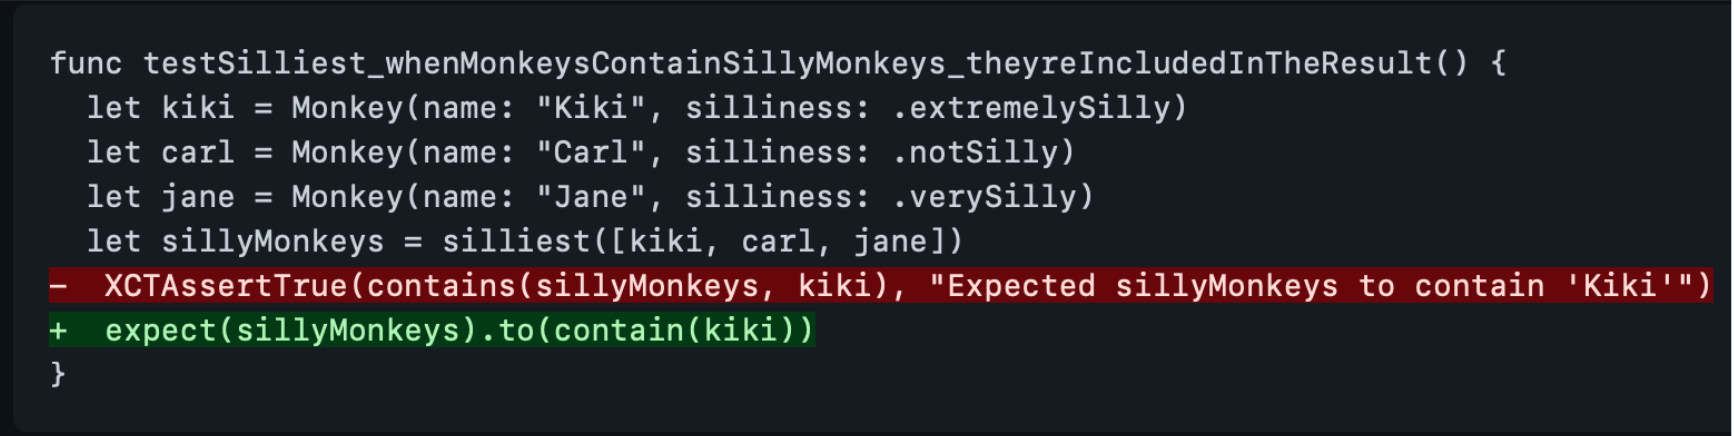 func testSilliest_whenMonkeysContainSillyMonkeys_theyreIncludedInTheResult() {
  let kiki = Monkey(name: "Kiki", silliness: .extremelySilly)
  let carl = Monkey(name: "Carl", silliness: .notSilly)
  let jane = Monkey(name: "Jane", silliness: .verySilly)
  let sillyMonkeys = silliest([kiki, carl, jane])
-  XCTAssertTrue(contains(sillyMonkeys, kiki), "Expected sillyMonkeys to contain 'Kiki'")
+  expect(sillyMonkeys).to(contain(kiki))
}